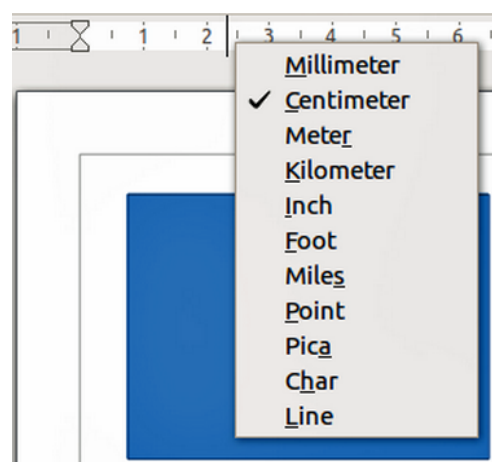 1 1 2 3 4 5 6
Millimeter
Centimeter
Meter
Kilometer
Inch
Foot
Miles
Point
Pica
Char
Line